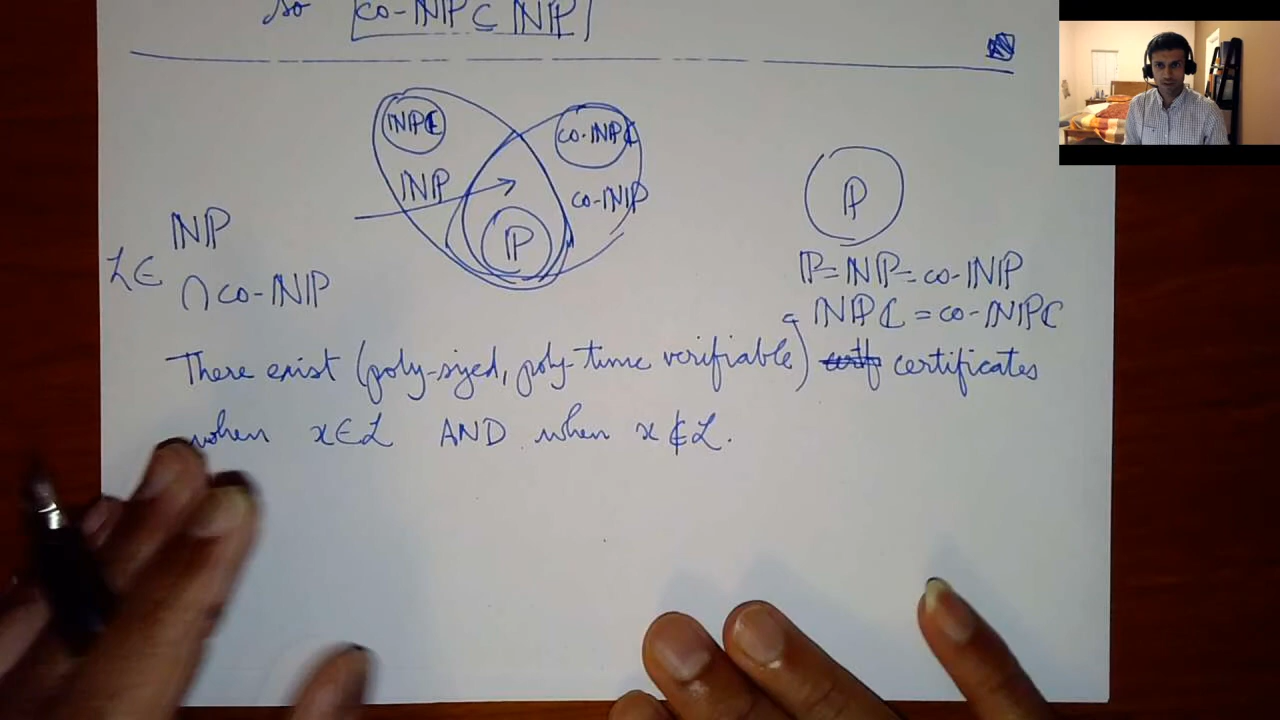 so co-NP ⊆ NP
NPC
co-NPC
NP
co-NP
P
P
NP
L ∈
∩ co-NP
P = NP = co-NP
NPC = co-NPC
There exist (poly-sized, poly-time verifiable) certificates
when x ∈ L AND when x ∉ L.